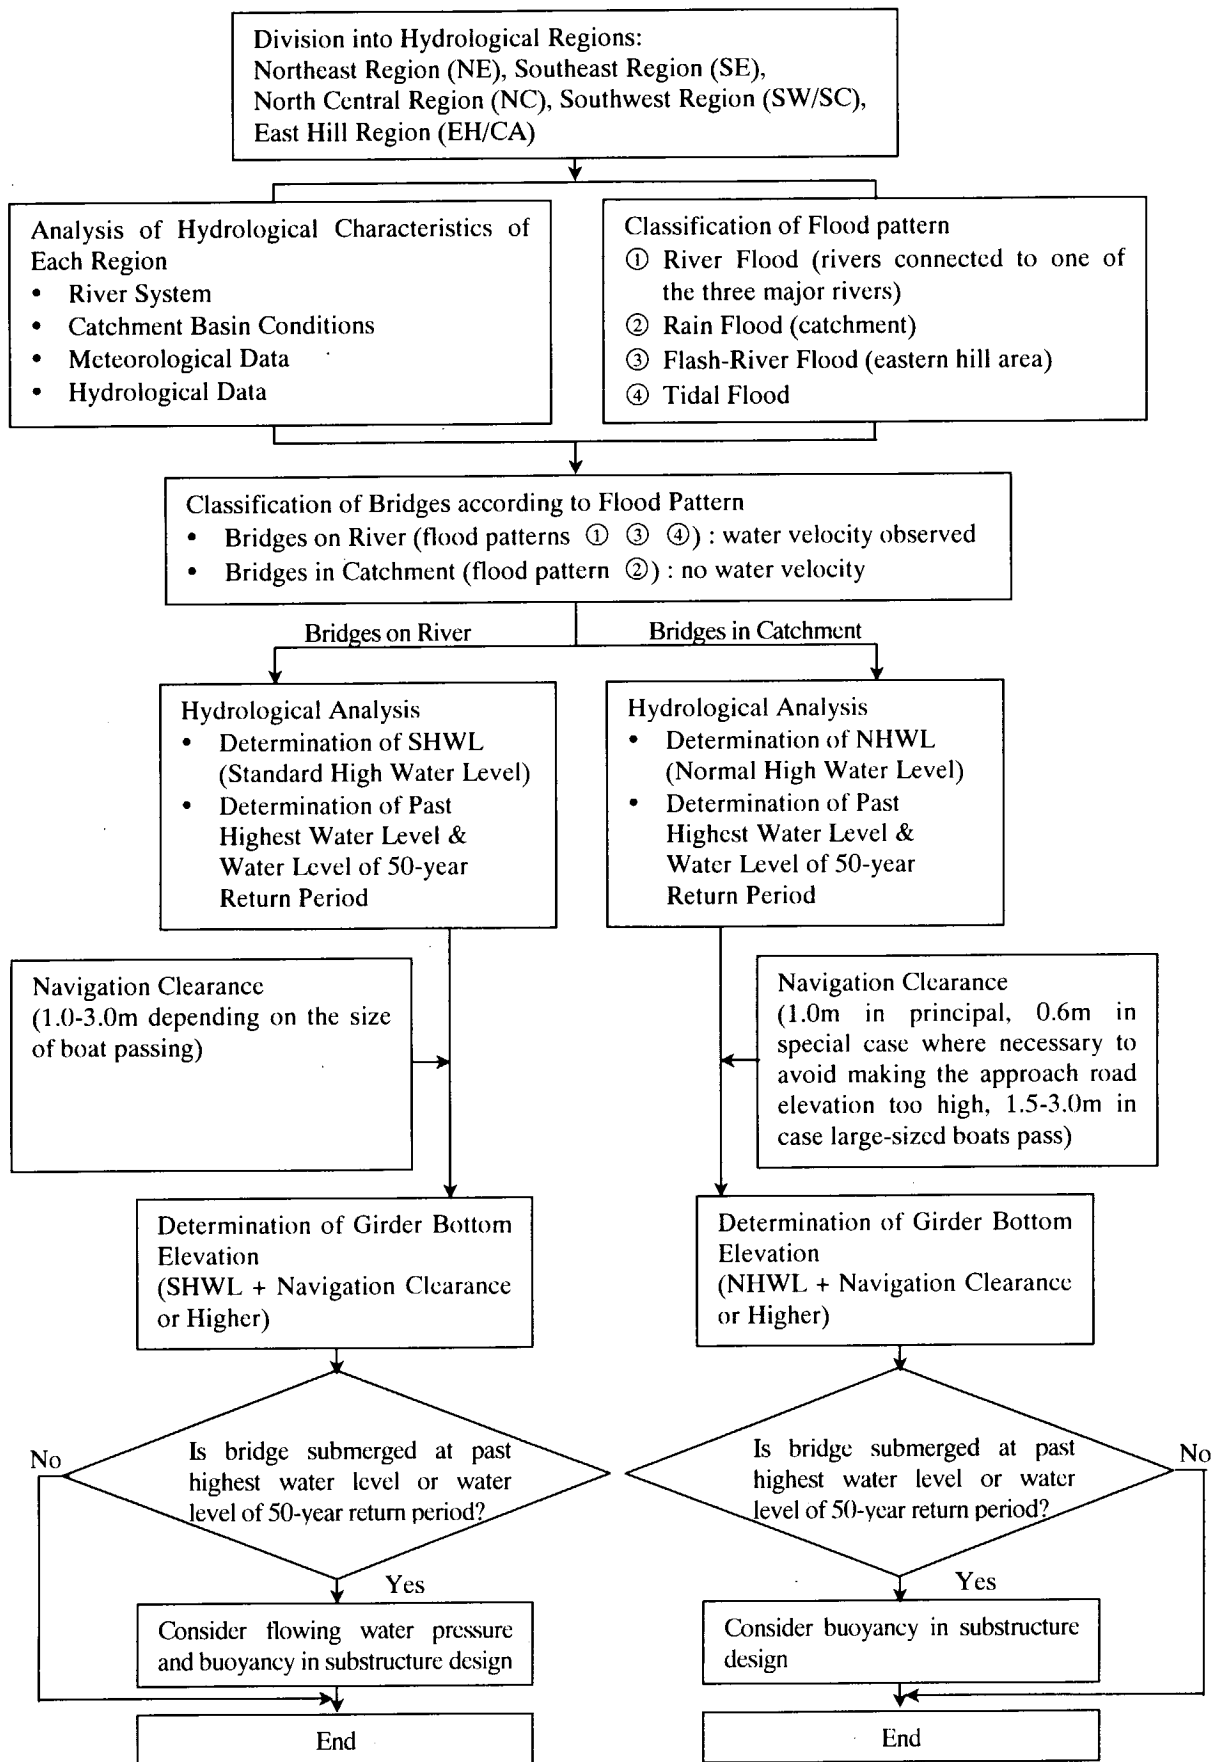 Division into Hydrological Regions:
Northeast Region (NE), Southeast Region (SE),
North Central Region (NC), Southwest Region (SW/SC),
East Hill Region (EH/CA)
Analysis of Hydrological Characteristics of
Each Region
• River System
• Catchment Basin Conditions
• Meteorological Data
• Hydrological Data
Classification of Flood pattern
① River Flood (rivers connected to one of
the three major rivers)
② Rain Flood (catchment)
③ Flash-River Flood (eastern hill area)
④ Tidal Flood
Classification of Bridges according to Flood Pattern
• Bridges on River (flood patterns ① ③ ④) : water velocity observed
• Bridges in Catchment (flood pattern ②) : no water velocity
Bridges on River
Bridges in Catchment
Hydrological Analysis
• Determination of SHWL
(Standard High Water Level)
• Determination of Past
Highest Water Level &
Water Level of 50-year
Return Period
Hydrological Analysis
• Determination of NHWL
(Normal High Water Level)
• Determination of Past
Highest Water Level &
Water Level of 50-year
Return Period
Navigation Clearance
(1.0-3.0m depending on the size
of boat passing)
Navigation Clearance
(1.0m in principal, 0.6m in
special case where necessary to
avoid making the approach road
elevation too high, 1.5-3.0m in
case large-sized boats pass)
Determination of Girder Bottom
Elevation
(SHWL + Navigation Clearance
or Higher)
Determination of Girder Bottom
Elevation
(NHWL + Navigation Clearance
or Higher)
No
Is bridge submerged at past
highest water level or water
level of 50-year return period?
Yes
Is bridge submerged at past
highest water level or water
level of 50-year return period?
No
Yes
Consider flowing water pressure
and buoyancy in substructure design
Consider buoyancy in substructure
design
End
End